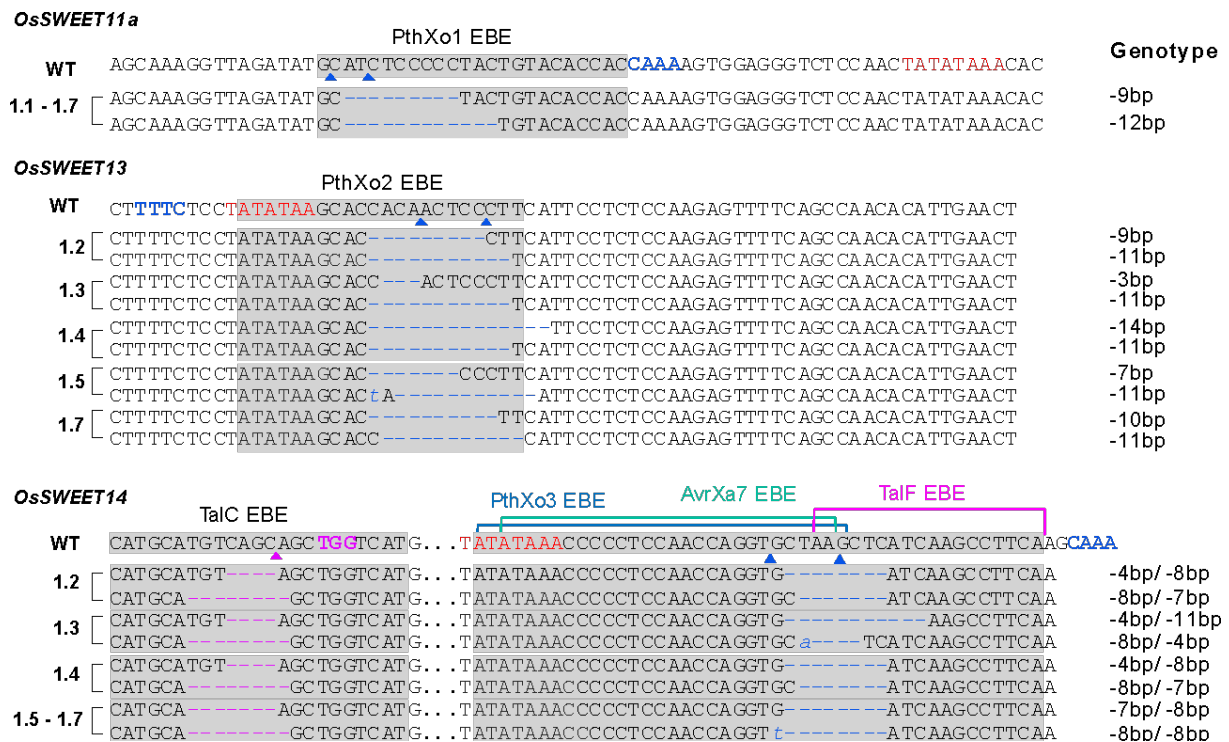 OsSWEET11a
PthXo1 EBE
Genotype
WT AGCAAAGGTTAGATATGCATCTCCCCCTACTGTACACCACCAAAAGTGGAGGGTCTCCAACTATATAAACAC
1.1 - 1.7 AGCAAAGGTTAGATATGC---------TACTGTACACCACCAAAAGTGGAGGGTCTCCAACTATATAAACAC -9bp
AGCAAAGGTTAGATATGC------------TGTACACCACCAAAAGTGGAGGGTCTCCAACTATATAAACAC -12bp
OsSWEET13
PthXo2 EBE
WT CTTTTCTCCTATATAAGCACCACAACTCCCTTCATTCCTCTCCAAGAGTTTTCAGCCAACACATTGAACT
1.2 CTTTTCTCCTATATAAGCAC---------CTTCATTCCTCTCCAAGAGTTTTCAGCCAACACATTGAACT -9bp
CTTTTCTCCTATATAAGCAC-----------TCATTCCTCTCCAAGAGTTTTCAGCCAACACATTGAACT -11bp
1.3 CTTTTCTCCTATATAAGCACC---ACTCCCTTCATTCCTCTCCAAGAGTTTTCAGCCAACACATTGAACT -3bp
CTTTTCTCCTATATAAGCAC-----------TCATTCCTCTCCAAGAGTTTTCAGCCAACACATTGAACT -11bp
1.4 CTTTTCTCCTATATAAGCAC--------------TTCCTCTCCAAGAGTTTTCAGCCAACACATTGAACT -14bp
CTTTTCTCCTATATAAGCAC-----------TCATTCCTCTCCAAGAGTTTTCAGCCAACACATTGAACT -11bp
1.5 CTTTTCTCCTATATAAGCAC-------CCCTTCATTCCTCTCCAAGAGTTTTCAGCCAACACATTGAACT -7bp
CTTTTCTCCTATATAAGCACtA-----------ATTCCTCTCCAAGAGTTTTCAGCCAACACATTGAACT -11bp
1.7 CTTTTCTCCTATATAAGCAC----------TTCATTCCTCTCCAAGAGTTTTCAGCCAACACATTGAACT -10bp
CTTTTCTCCTATATAAGCACC-----------CATTCCTCTCCAAGAGTTTTCAGCCAACACATTGAACT -11bp
OsSWEET14
TalC EBE PthXo3 EBE AvrXa7 EBE TalF EBE
WT CATGCATGTCAGCAGCTGGTCATG...TATATAAACCCCCTCCAACCAGGTGCTAAGCTCATCAAGCCTTCAAGCAAA
1.2 CATGCATGT----AGCTGGTCATG...TATATAAACCCCCTCCAACCAGGTG--------ATCAAGCCTTCAA -4bp/ -8bp
CATGCA--------GCTGGTCATG...TATATAAACCCCCTCCAACCAGGTGC-------ATCAAGCCTTCAA -8bp/ -7bp
1.3 CATGCATGT----AGCTGGTCATG...TATATAAACCCCCTCCAACCAGGTG-----------AAGCCTTCAA -4bp/ -11bp
CATGCA--------GCTGGTCATG...TATATAAACCCCCTCCAACCAGGTGCa----TCATCAAGCCTTCAA -8bp/ -4bp
1.4 CATGCATGT----AGCTGGTCATG...TATATAAACCCCCTCCAACCAGGTG--------ATCAAGCCTTCAA -4bp/ -8bp
CATGCA--------GCTGGTCATG...TATATAAACCCCCTCCAACCAGGTGC-------ATCAAGCCTTCAA -8bp/ -7bp
1.5 - 1.7 CATGCA-------AGCTGGTCATG...TATATAAACCCCCTCCAACCAGGTG--------ATCAAGCCTTCAA -7bp/ -8bp
CATGCA--------GCTGGTCATG...TATATAAACCCCCTCCAACCAGGTt--------ATCAAGCCTTCAA -8bp/ -8bp